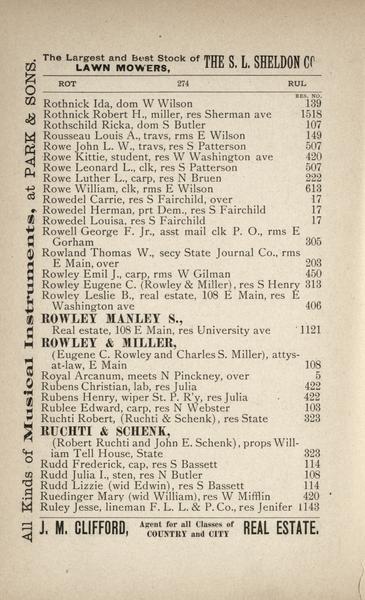 The Largest and Best Stock of
LAWN MOWERS, THE S. L. SHELDON CO
ROT 274 RUL
RES. NO.
Rothnick Ida, dom W Wilson 139
Rothnick Robert H., miller, res Sherman ave 1518
Rothschild Ricka, dom S Butler 107
Rousseau Louis A., travs, rms E Wilson 149
Rowe John L. W., travs, res S Patterson 507
Rowe Kittie, student, res W Washington ave 420
Rowe Leonard L., clk, res S Patterson 507
Rowe Luther L., carp, res N Bruen 222
Rowe William, clk, rms E Wilson 613
Rowedel Carrie, res S Fairchild, over 17
Rowedel Herman, prt Dem., res S Fairchild 17
Rowedel Louisa, res S Fairchild 17
Rowell George F. Jr., asst mail clk P. O., rms E
Gorham 305
Rowland Thomas W., secy State Journal Co., rms
E Main, over 203
Rowley Emil J., carp, rms W Gilman 450
Rowley Eugene C. (Rowley & Miller), res S Henry 313
Rowley Leslie B., real estate, 108 E Main, res E
Washington ave 406
ROWLEY MANLEY S.,
Real estate, 108 E Main, res University ave 1121
ROWLEY & MILLER,
(Eugene C. Rowley and Charles S. Miller), attys-
at-law, E Main 108
Royal Arcanum, meets N Pinckney, over 5
Rubens Christian, lab, res Julia 422
Rubens Henry, wiper St. P. R'y, res Julia 422
Rublee Edward, carp, res N Webster 103
Ruchti Robert, (Ruchti & Schenk), res State 323
RUCHTI & SCHENK,
(Robert Ruchti and John E. Schenk), props Will-
iam Tell House, State 323
Rudd Frederick, cap, res S Bassett 114
Rudd Julia I., sten, res N Butler 108
Rudd Lizzie (wid Edwin), res S Bassett 114
Ruedinger Mary (wid William), res W Mifflin 420
Ruley Jesse, lineman F. L. L. & P. Co., res Jenifer 1143
J. M. CLIFFORD, Agent for all Classes of COUNTRY and CITY REAL ESTATE.
All Kinds of Musical Instruments, at PARK & SONS.